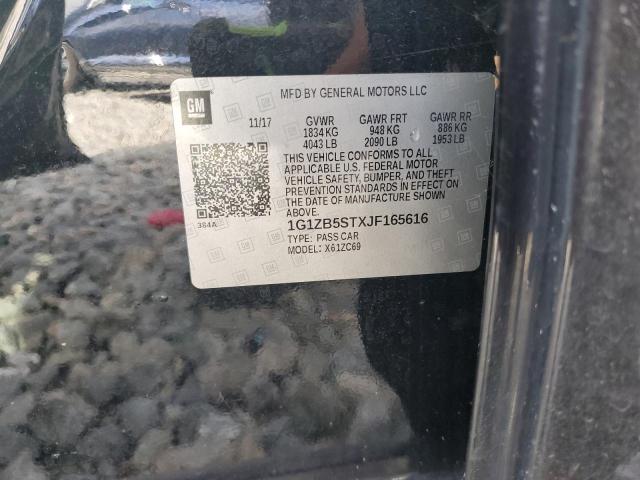 GM
MFD BY GENERAL MOTORS LLC
11/17 GVWR GAWR FRT GAWR RR
1834 KG 948 KG 886 KG
4043 LB 2090 LB 1953 LB
THIS VEHICLE CONFORMS TO ALL
APPLICABLE U.S. FEDERAL MOTOR
VEHICLE SAFETY, BUMPER, AND THEFT
PREVENTION STANDARDS IN EFFECT ON
THE DATE OF MANUFACTURE SHOWN
ABOVE.
384A
1G1ZB5STXJF165616
TYPE: PASS CAR
MODEL: X61ZC69